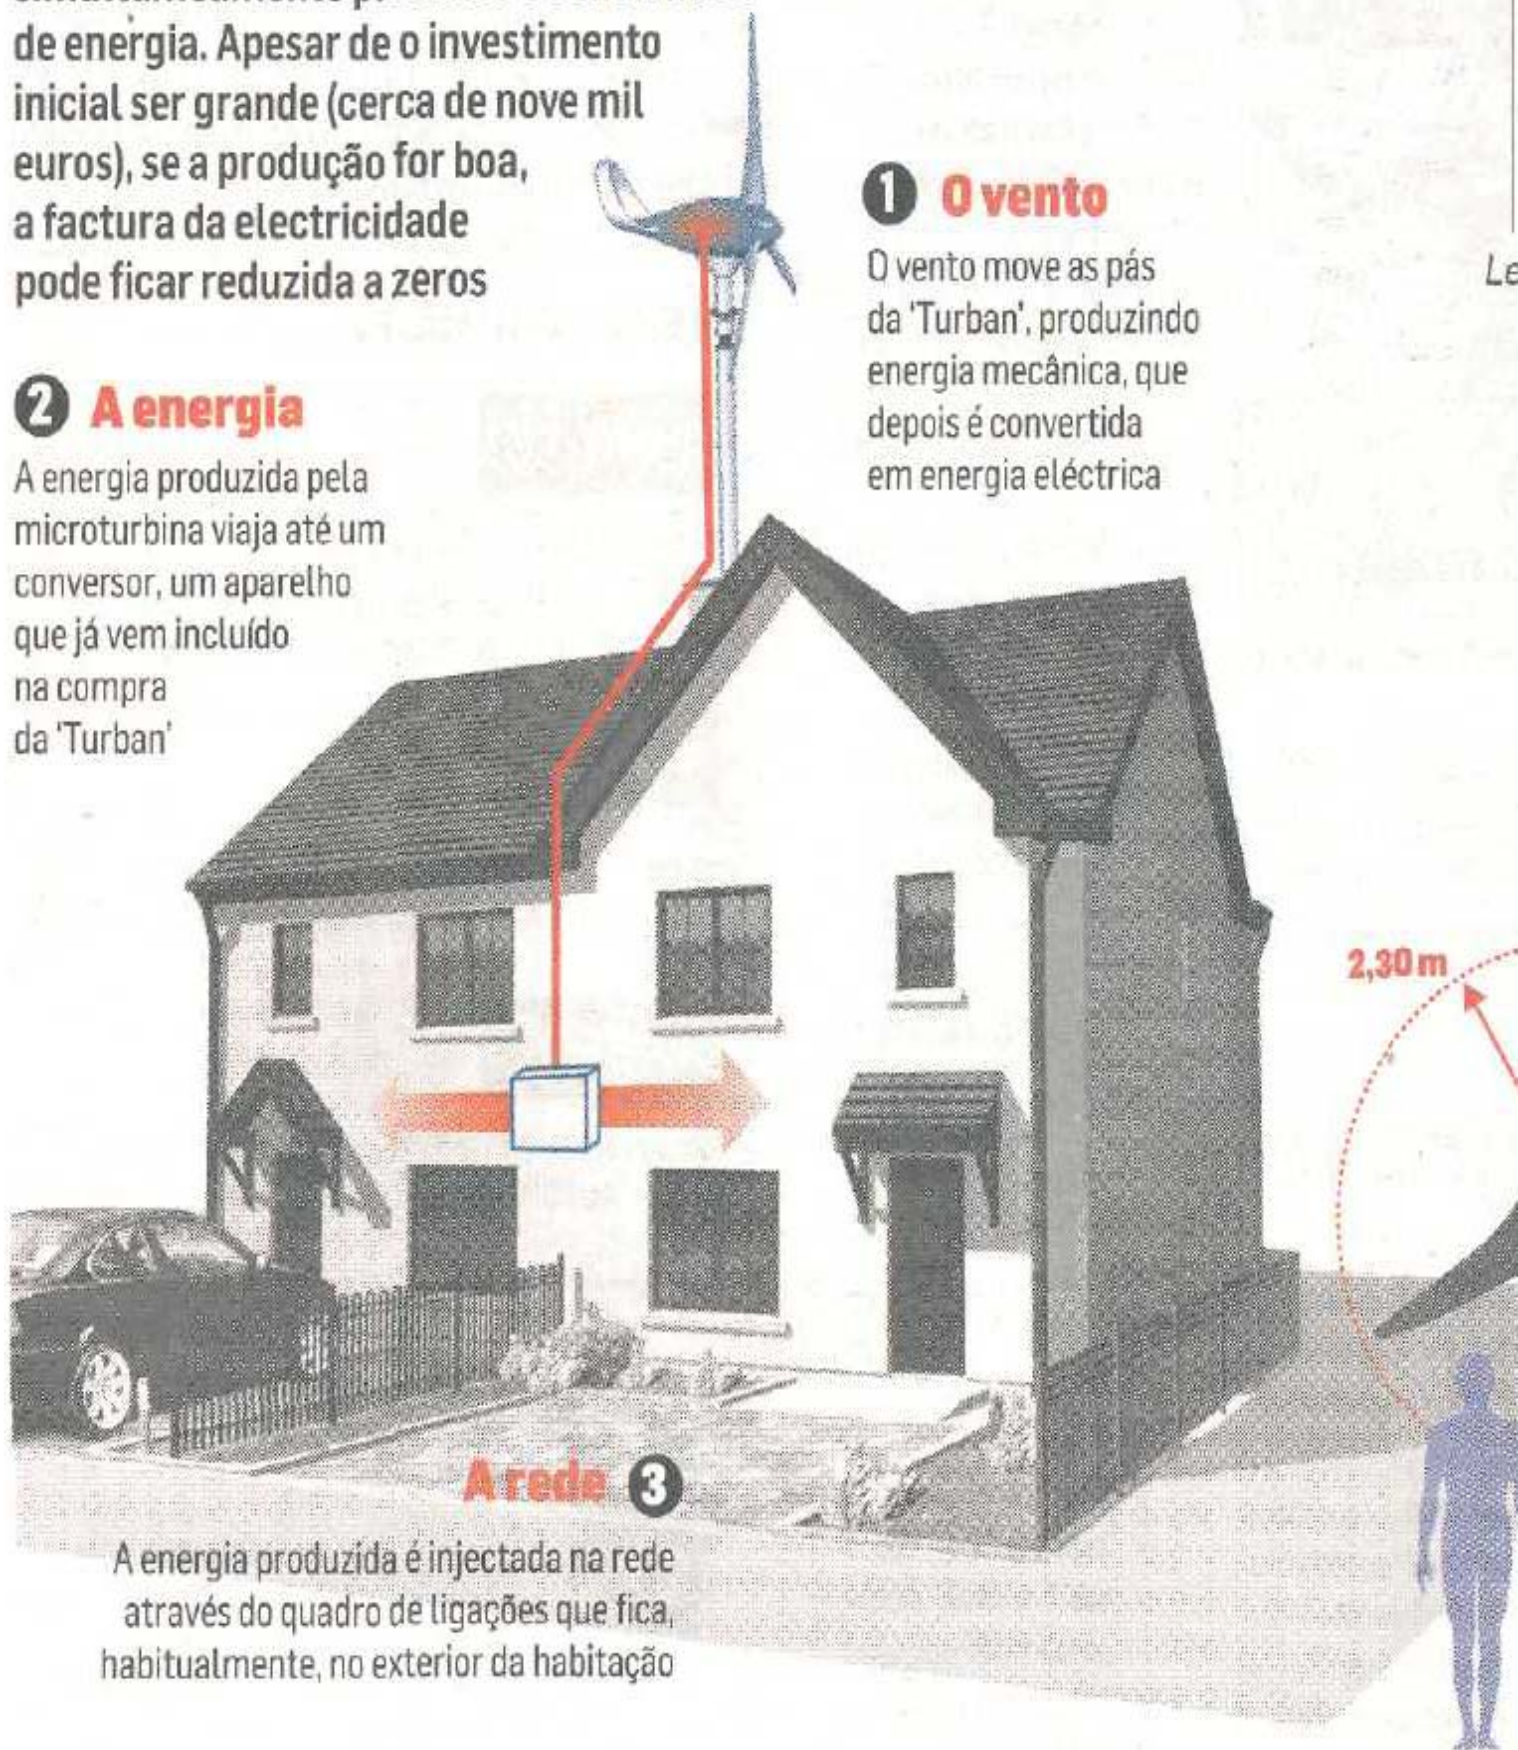 de energia. Apesar de o investimento
inicial ser grande (cerca de nove mil
euros), se a produção for boa,
a factura da electricidade
pode ficar reduzida a zeros
1 O vento
O vento move as pás
da 'Turban', produzindo
energia mecânica, que
depois é convertida
em energia eléctrica
2 A energia
A energia produzida pela
microturbina viaja até um
conversor, um aparelho
que já vem incluído
na compra
da 'Turban'
2,30 m
A rede 3
A energia produzida é injectada na rede
através do quadro de ligações que fica,
habitualmente, no exterior da habitação
Le